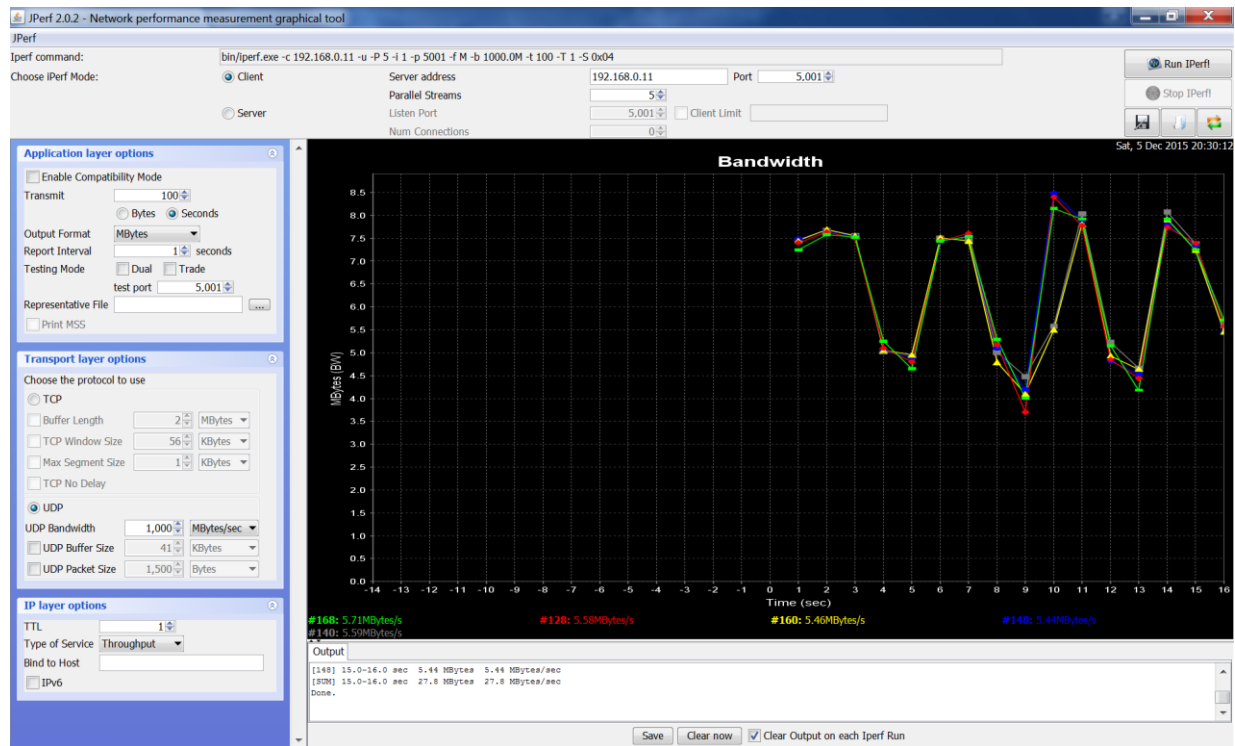 JPerf 2.0.2 - Network performance measurement graphical tool
JPerf
Iperf command: bin/iperf.exe -c 192.168.0.11 -u -P 5 -i 1 -p 5001 -f M -b 1000.0M -t 100 -T 1 -S 0x04
Run IPerf!
Choose iPerf Mode: Client Server address 192.168.0.11 Port 5,001
Parallel Streams 5
Stop IPerf!
Server Listen Port 5,001 Client Limit
Num Connections 0
Application layer options
Enable Compatibility Mode
Transmit 100
Bytes Seconds
Output Format MBytes
Report Interval 1 seconds
Testing Mode Dual Trade
test port 5,001
Representative File ...
Print MSS
Transport layer options
Choose the protocol to use
TCP
Buffer Length 2 MBytes
TCP Window Size 56 KBytes
Max Segment Size 1 KBytes
TCP No Delay
UDP
UDP Bandwidth 1,000 MBytes/sec
UDP Buffer Size 41 KBytes
UDP Packet Size 1,500 Bytes
IP layer options
TTL 1
Type of Service Throughput
Bind to Host
IPv6
Sat, 5 Dec 2015 20:30:12
Bandwidth
8.5
8.0
7.5
7.0
6.5
6.0
5.5
5.0
4.5
4.0
3.5
3.0
2.5
2.0
1.5
1.0
0.5
0.0
MBytes (BW)
-14 -13 -12 -11 -10 -9 -8 -7 -6 -5 -4 -3 -2 -1 0 1 2 3 4 5 6 7 8 9 10 11 12 13 14 15 16
Time (sec)
#168: 5.71MBytes/s #128: 5.58MBytes/s #160: 5.46MBytes/s #148: 5.44MBytes/s
#140: 5.59MBytes/s
Output
[148] 15.0-16.0 sec 5.44 MBytes 5.44 MBytes/sec
[SUM] 15.0-16.0 sec 27.8 MBytes 27.8 MBytes/sec
Done.
Save Clear now Clear Output on each Iperf Run